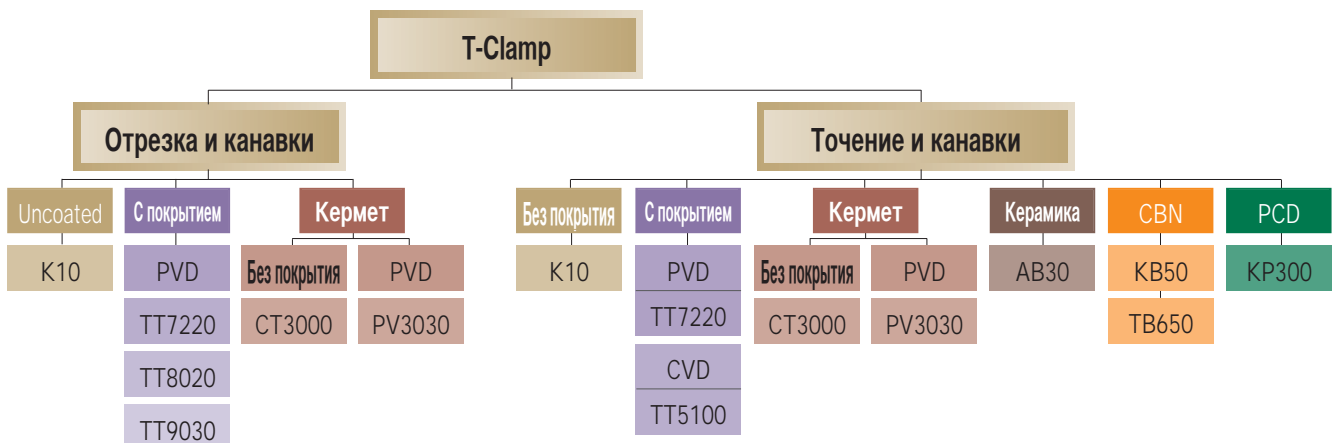 T-Clamp
Отрезка и канавки
Точение и канавки
Uncoated
С покрытием
Кермет
Без покрытия
С покрытием
Кермет
Керамика
CBN
PCD
K10
PVD
Без покрытия
PVD
K10
PVD
Без покрытия
PVD
AB30
KB50
KP300
TT7220
CT3000
PV3030
TT7220
CT3000
PV3030
TB650
TT8020
CVD
TT9030
TT5100